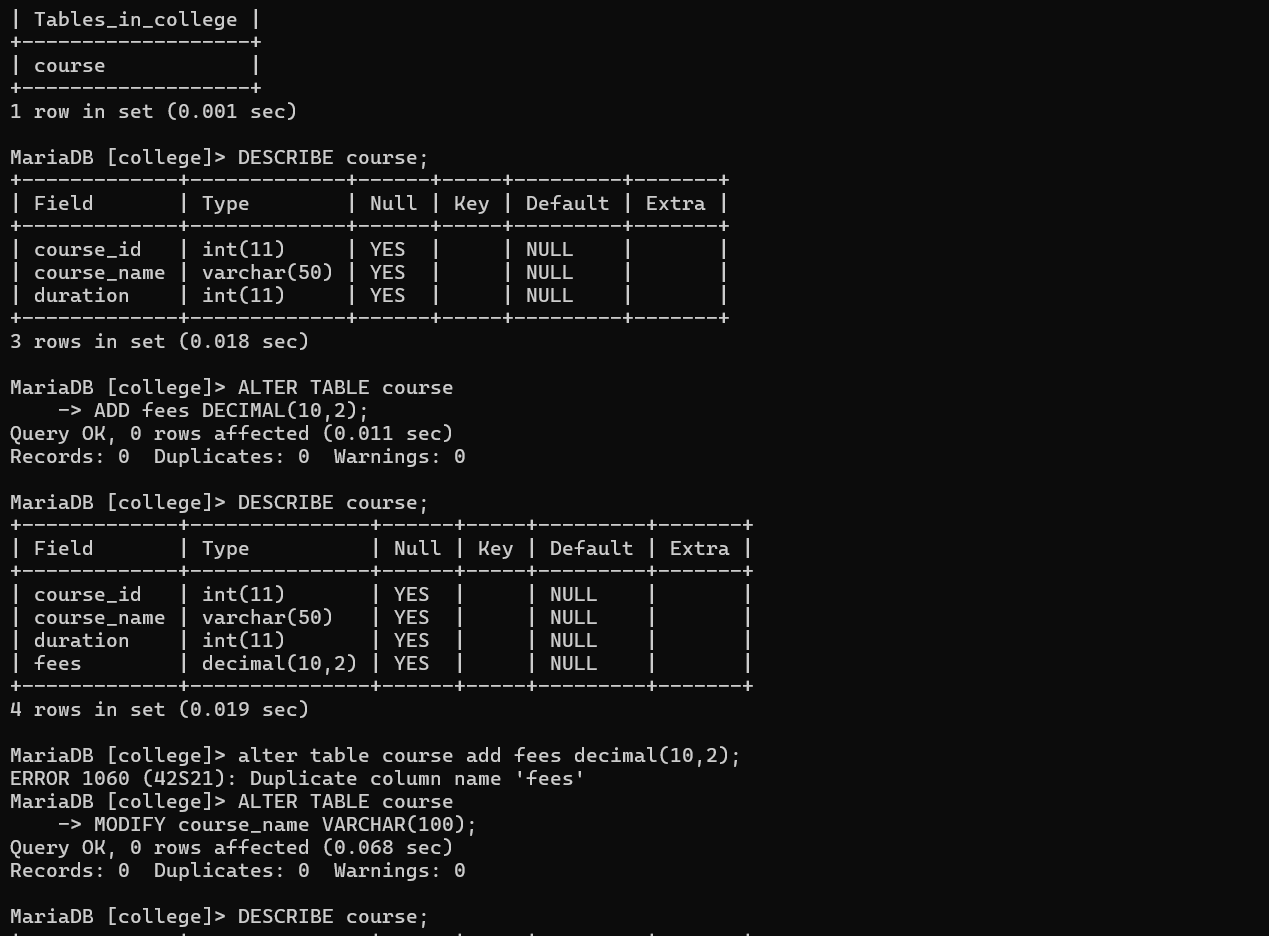 | Tables_in_college |
+-------------------+
| course            |
+-------------------+
1 row in set (0.001 sec)

MariaDB [college]> DESCRIBE course;
+-------------+-------------+------+-----+---------+-------+
| Field       | Type        | Null | Key | Default | Extra |
+-------------+-------------+------+-----+---------+-------+
| course_id   | int(11)     | YES  |     | NULL    |       |
| course_name | varchar(50) | YES  |     | NULL    |       |
| duration    | int(11)     | YES  |     | NULL    |       |
+-------------+-------------+------+-----+---------+-------+
3 rows in set (0.018 sec)

MariaDB [college]> ALTER TABLE course
    -> ADD fees DECIMAL(10,2);
Query OK, 0 rows affected (0.011 sec)
Records: 0  Duplicates: 0  Warnings: 0

MariaDB [college]> DESCRIBE course;
+-------------+---------------+------+-----+---------+-------+
| Field       | Type          | Null | Key | Default | Extra |
+-------------+---------------+------+-----+---------+-------+
| course_id   | int(11)       | YES  |     | NULL    |       |
| course_name | varchar(50)   | YES  |     | NULL    |       |
| duration    | int(11)       | YES  |     | NULL    |       |
| fees        | decimal(10,2) | YES  |     | NULL    |       |
+-------------+---------------+------+-----+---------+-------+
4 rows in set (0.019 sec)

MariaDB [college]> alter table course add fees decimal(10,2);
ERROR 1060 (42S21): Duplicate column name 'fees'
MariaDB [college]> ALTER TABLE course
    -> MODIFY course_name VARCHAR(100);
Query OK, 0 rows affected (0.068 sec)
Records: 0  Duplicates: 0  Warnings: 0

MariaDB [college]> DESCRIBE course;
+-------------+---------------+------+-----+---------+-------+